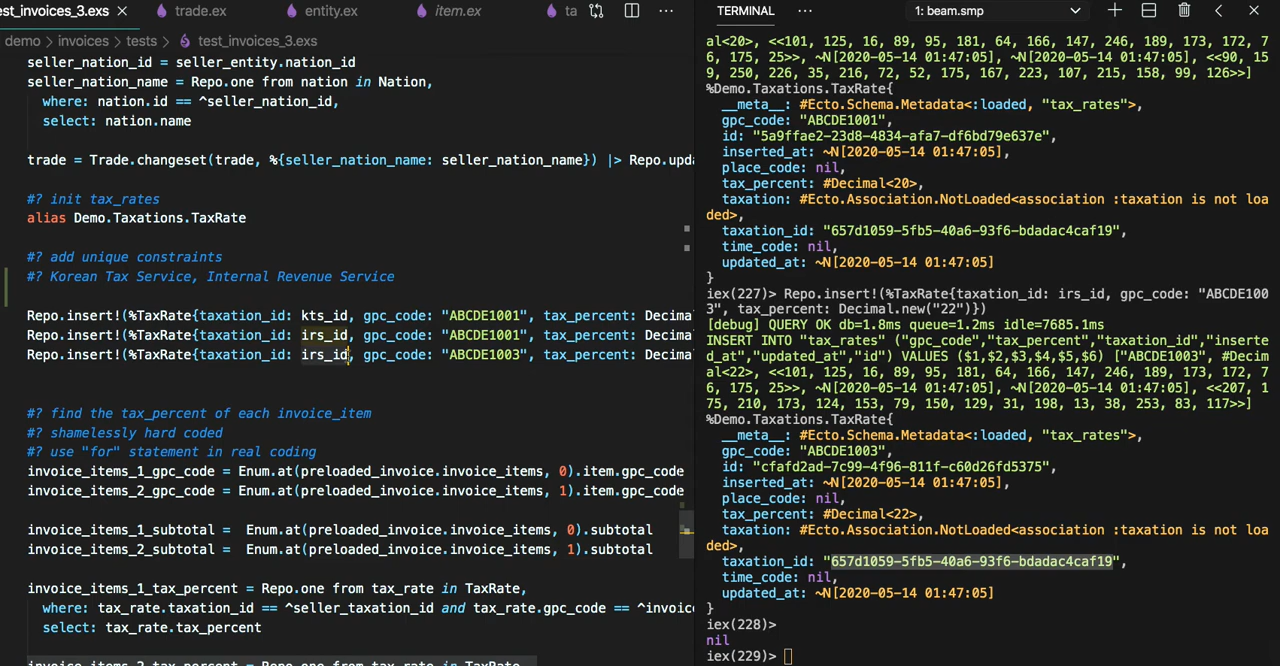 est_invoices_3.exs × trade.ex entity.ex item.ex ta ···
demo > invoices > tests > test_invoices_3.exs
seller_nation_id = seller_entity.nation_id
seller_nation_name = Repo.one from nation in Nation,
where: nation.id == ^seller_nation_id,
select: nation.name
trade = Trade.changeset(trade, %{seller_nation_name: seller_nation_name}) |> Repo.upda
#? init tax_rates
alias Demo.Taxations.TaxRate
#? add unique constraints
#? Korean Tax Service, Internal Revenue Service
Repo.insert!(%TaxRate{taxation_id: kts_id, gpc_code: "ABCDE1001", tax_percent: Decima
Repo.insert!(%TaxRate{taxation_id: irs_id, gpc_code: "ABCDE1001", tax_percent: Decima
Repo.insert!(%TaxRate{taxation_id: irs_id, gpc_code: "ABCDE1003", tax_percent: Decima
#? find the tax_percent of each invoice_item
#? shamelessly hard coded
#? use "for" statement in real coding
invoice_items_1_gpc_code = Enum.at(preloaded_invoice.invoice_items, 0).item.gpc_code
invoice_items_2_gpc_code = Enum.at(preloaded_invoice.invoice_items, 1).item.gpc_code
invoice_items_1_subtotal =  Enum.at(preloaded_invoice.invoice_items, 0).subtotal
invoice_items_2_subtotal =  Enum.at(preloaded_invoice.invoice_items, 1).subtotal
invoice_items_1_tax_percent = Repo.one from tax_rate in TaxRate,
where: tax_rate.taxation_id == ^seller_taxation_id and tax_rate.gpc_code == ^invoic
select: tax_rate.tax_percent
invoice_items_2_tax_percent = Repo.one from tax_rate in TaxRate,
TERMINAL ··· 1: beam.smp
al<20>, <<101, 125, 16, 89, 95, 181, 64, 166, 147, 246, 189, 173, 172, 7
6, 175, 25>>, ~N[2020-05-14 01:47:05], ~N[2020-05-14 01:47:05], <<90, 15
9, 250, 226, 35, 216, 72, 52, 175, 167, 223, 107, 215, 158, 99, 126>>]
%Demo.Taxations.TaxRate{
__meta__: #Ecto.Schema.Metadata<:loaded, "tax_rates">,
gpc_code: "ABCDE1001",
id: "5a9ffae2-23d8-4834-afa7-df6bd79e637e",
inserted_at: ~N[2020-05-14 01:47:05],
place_code: nil,
tax_percent: #Decimal<20>,
taxation: #Ecto.Association.NotLoaded<association :taxation is not loa
ded>,
taxation_id: "657d1059-5fb5-40a6-93f6-bdadac4caf19",
time_code: nil,
updated_at: ~N[2020-05-14 01:47:05]
}
iex(227)> Repo.insert!(%TaxRate{taxation_id: irs_id, gpc_code: "ABCDE100
3", tax_percent: Decimal.new("22")})
[debug] QUERY OK db=1.8ms queue=1.2ms idle=7685.1ms
INSERT INTO "tax_rates" ("gpc_code","tax_percent","taxation_id","inserte
d_at","updated_at","id") VALUES ($1,$2,$3,$4,$5,$6) ["ABCDE1003", #Decim
al<22>, <<101, 125, 16, 89, 95, 181, 64, 166, 147, 246, 189, 173, 172, 7
6, 175, 25>>, ~N[2020-05-14 01:47:05], ~N[2020-05-14 01:47:05], <<207, 1
75, 210, 173, 124, 153, 79, 150, 129, 31, 198, 13, 38, 253, 83, 117>>]
%Demo.Taxations.TaxRate{
__meta__: #Ecto.Schema.Metadata<:loaded, "tax_rates">,
gpc_code: "ABCDE1003",
id: "cfafd2ad-7c99-4f96-811f-c60d26fd5375",
inserted_at: ~N[2020-05-14 01:47:05],
place_code: nil,
tax_percent: #Decimal<22>,
taxation: #Ecto.Association.NotLoaded<association :taxation is not loa
ded>,
taxation_id: "657d1059-5fb5-40a6-93f6-bdadac4caf19",
time_code: nil,
updated_at: ~N[2020-05-14 01:47:05]
}
iex(228)>
nil
iex(229)>